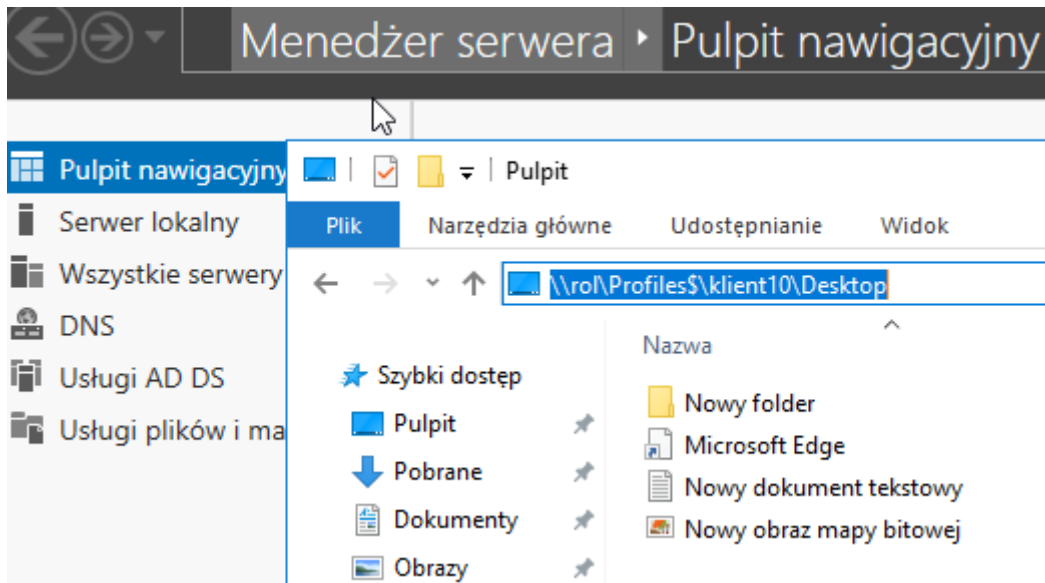 Menedżer serwera ‣ Pulpit nawigacyjny
Pulpit nawigacyjny
Serwer lokalny
Wszystkie serwery
DNS
Usługi AD DS
Usługi plików i ma
Pulpit
Plik Narzędzia główne Udostępnianie Widok
\\rol\Profiles$\klient10\Desktop
Szybki dostęp
Pulpit
Pobrane
Dokumenty
Obrazy
Nazwa
Nowy folder
Microsoft Edge
Nowy dokument tekstowy
Nowy obraz mapy bitowej